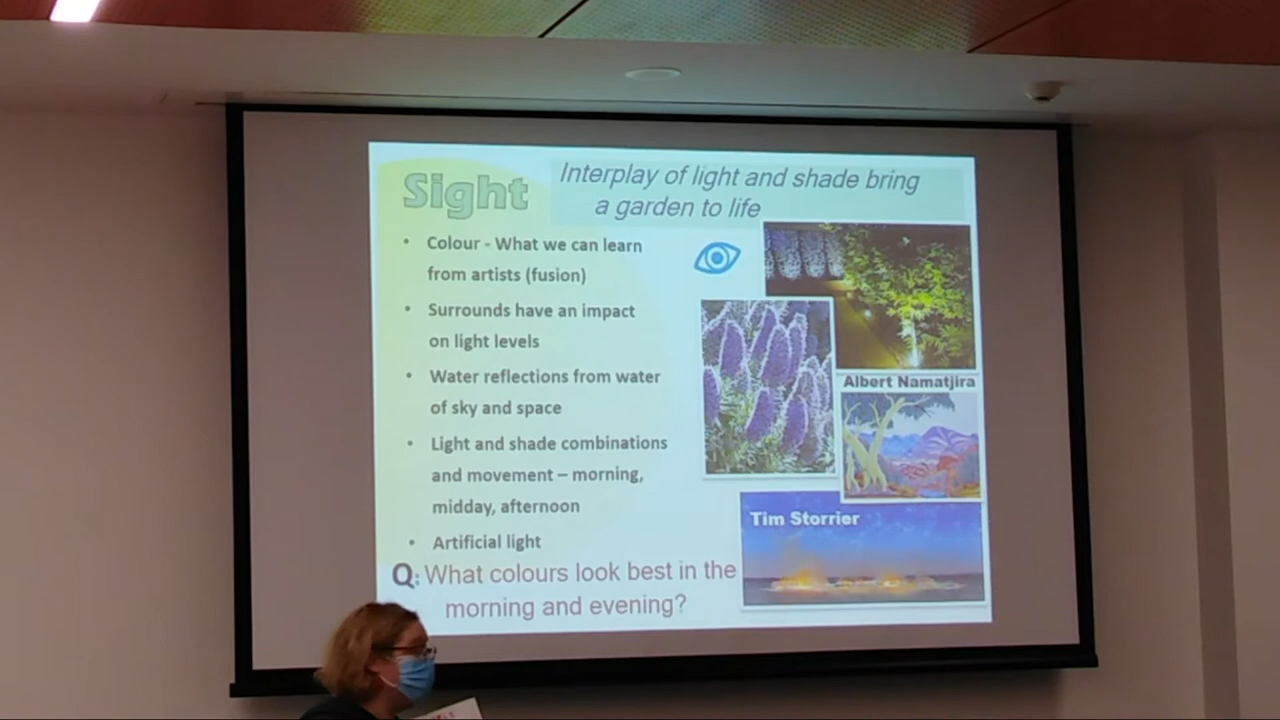 Sight
Interplay of light and shade bring
a garden to life
• Colour - What we can learn
from artists (fusion)
• Surrounds have an impact
on light levels
• Water reflections from water
of sky and space
• Light and shade combinations
and movement – morning,
midday, afternoon
• Artificial light
Q: What colours look best in the
morning and evening?
Albert Namatjira
Tim Storrier